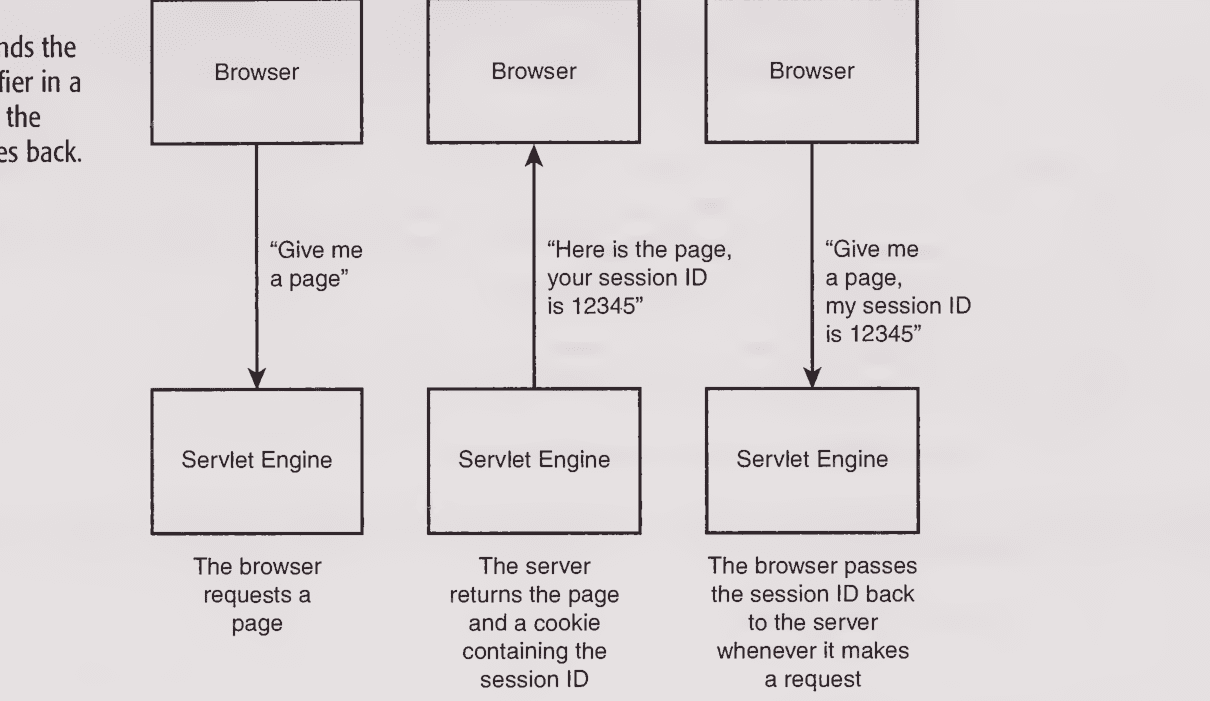 nds the
fier in a
the
es back.
Browser
Browser
Browser
“Give me
a page”
“Here is the page,
your session ID
is 12345”
“Give me
a page,
my session ID
is 12345”
Servlet Engine
Servlet Engine
Servlet Engine
The browser
requests a
page
The server
returns the page
and a cookie
containing the
session ID
The browser passes
the session ID back
to the server
whenever it makes
a request